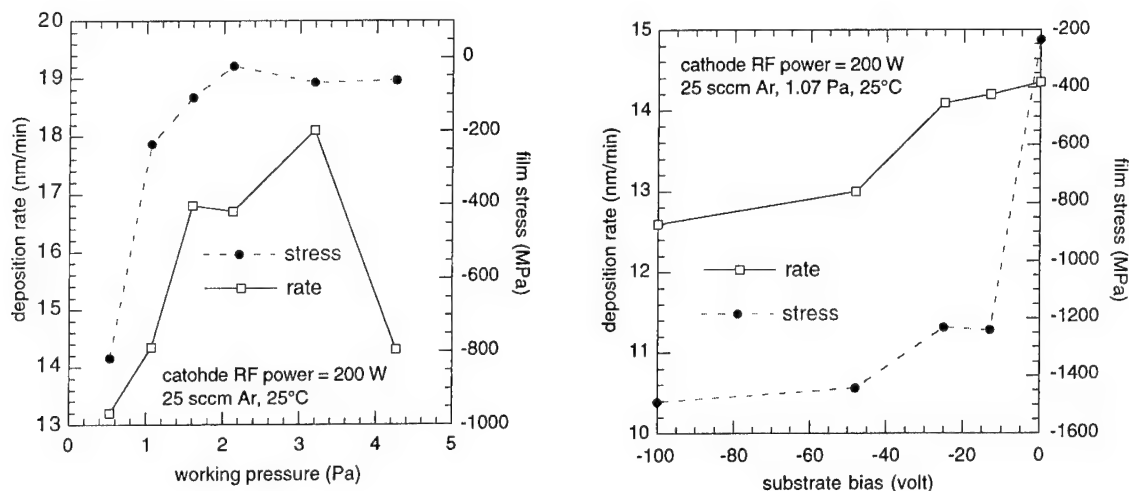 20
19
18
17
16
15
14
13
deposition rate (nm/min)
0
-200
-400
-600
-800
-1000
film stress (MPa)
stress
rate
catohde RF power = 200 W
25 sccm Ar, 25°C
0 1 2 3 4 5
working pressure (Pa)
15
14
13
12
11
10
deposition rate (nm/min)
-200
-400
-600
-800
-1000
-1200
-1400
-1600
film stress (MPa)
cathode RF power = 200 W
25 sccm Ar, 1.07 Pa, 25°C
rate
stress
-100 -80 -60 -40 -20 0
substrate bias (volt)